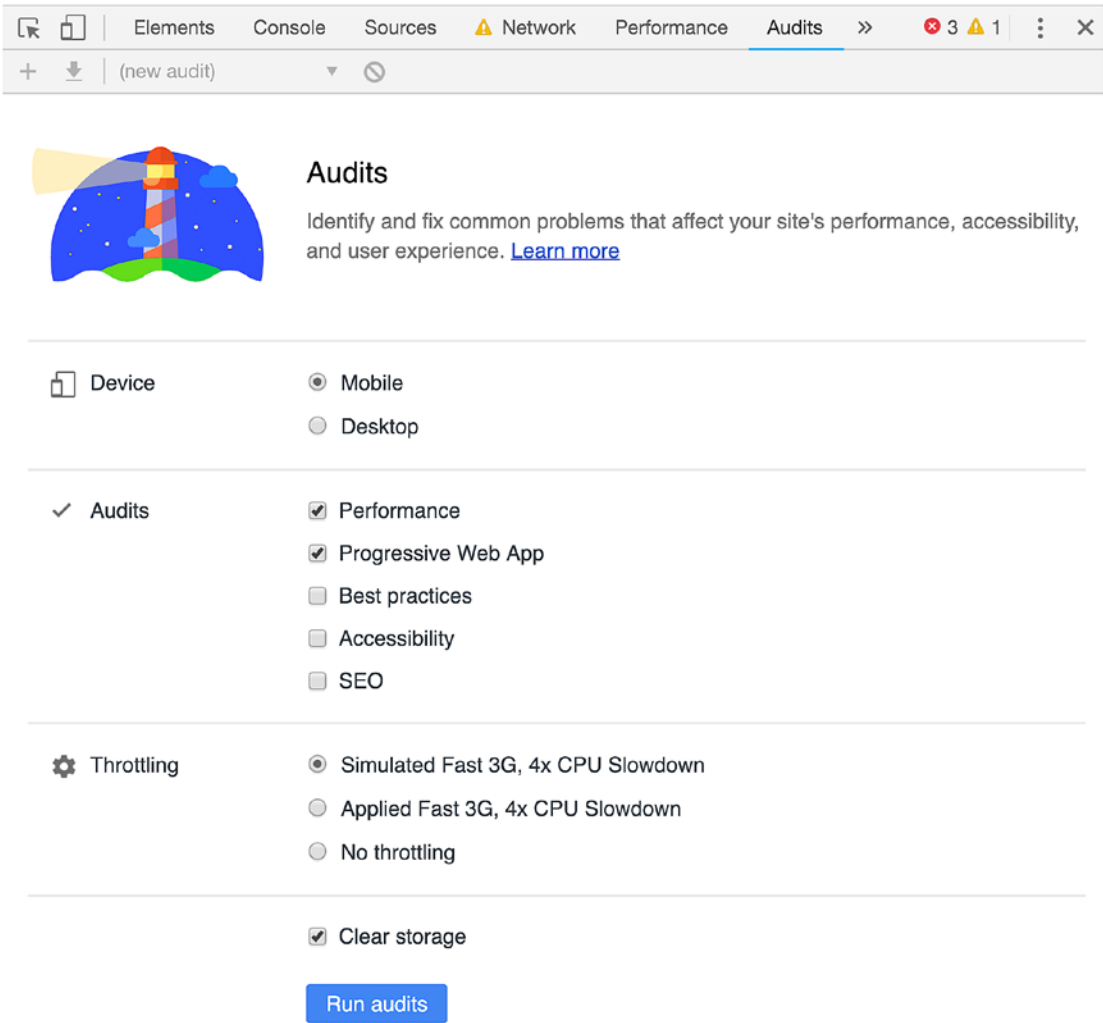 Elements Console Sources Network Performance Audits » 3 1
(new audit)
Audits
Identify and fix common problems that affect your site's performance, accessibility,
and user experience. Learn more
Device
Mobile
Desktop
Audits
Performance
Progressive Web App
Best practices
Accessibility
SEO
Throttling
Simulated Fast 3G, 4x CPU Slowdown
Applied Fast 3G, 4x CPU Slowdown
No throttling
Clear storage
Run audits